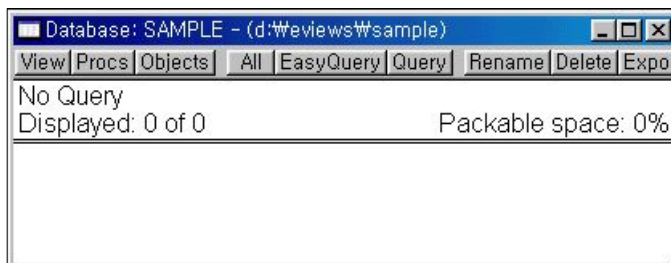 Database: SAMPLE - (d:₩eviews₩sample)
View Procs Objects All EasyQuery Query Rename Delete Expo
No Query
Displayed: 0 of 0 Packable space: 0%